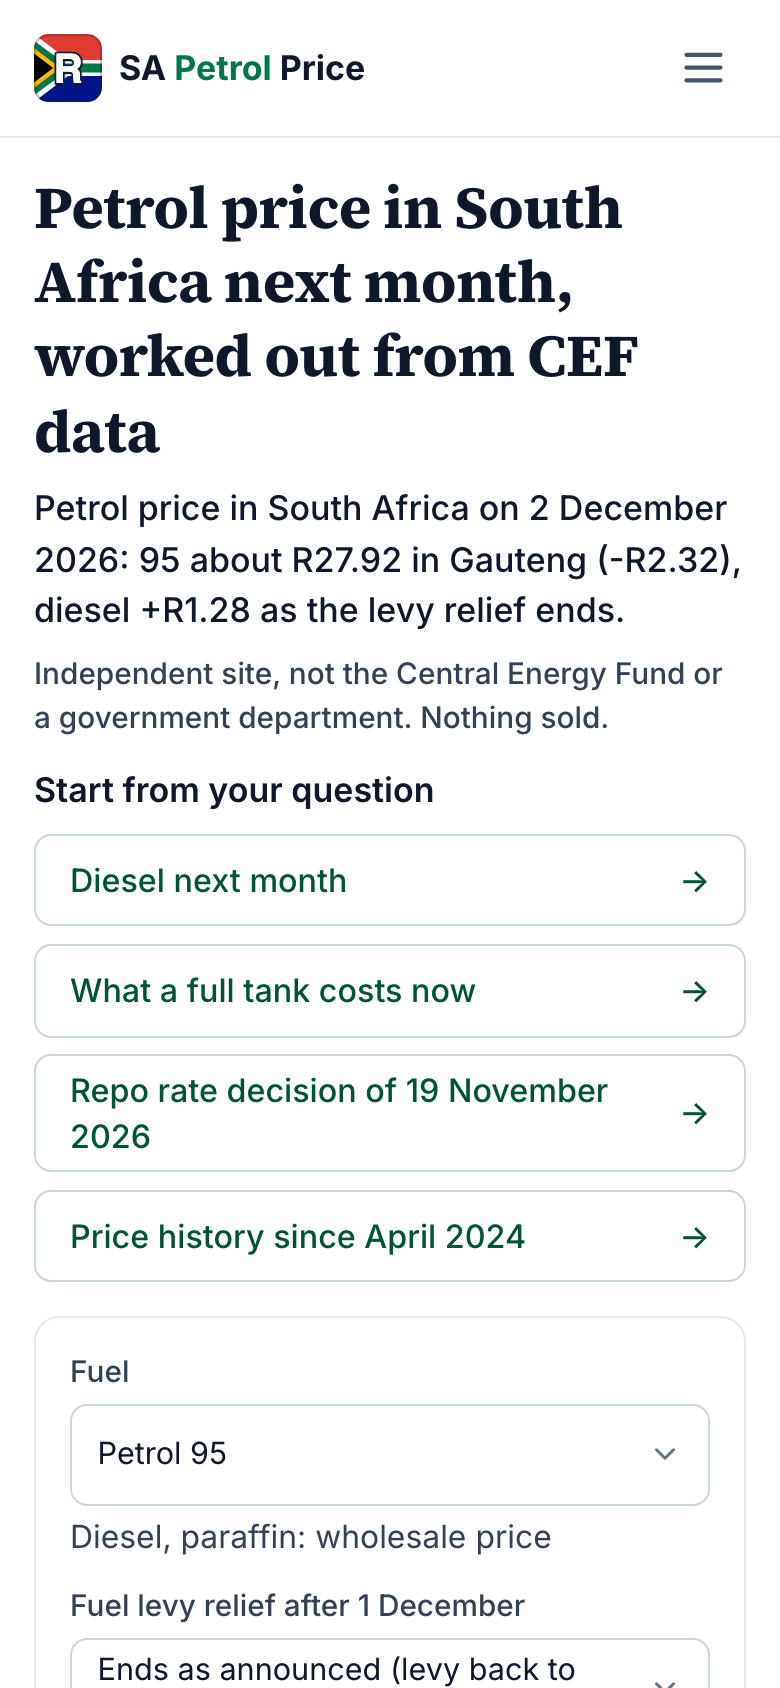 R
SA Petrol Price
Petrol price in South
Africa next month,
worked out from CEF
data
Petrol price in South Africa on 2 December
2026: 95 about R27.92 in Gauteng (-R2.32),
diesel +R1.28 as the levy relief ends.
Independent site, not the Central Energy Fund or
a government department. Nothing sold.
Start from your question
Diesel next month →
What a full tank costs now →
Repo rate decision of 19 November
2026 →
Price history since April 2024 →
Fuel
Petrol 95
Diesel, paraffin: wholesale price
Fuel levy relief after 1 December
Ends as announced (levy back to